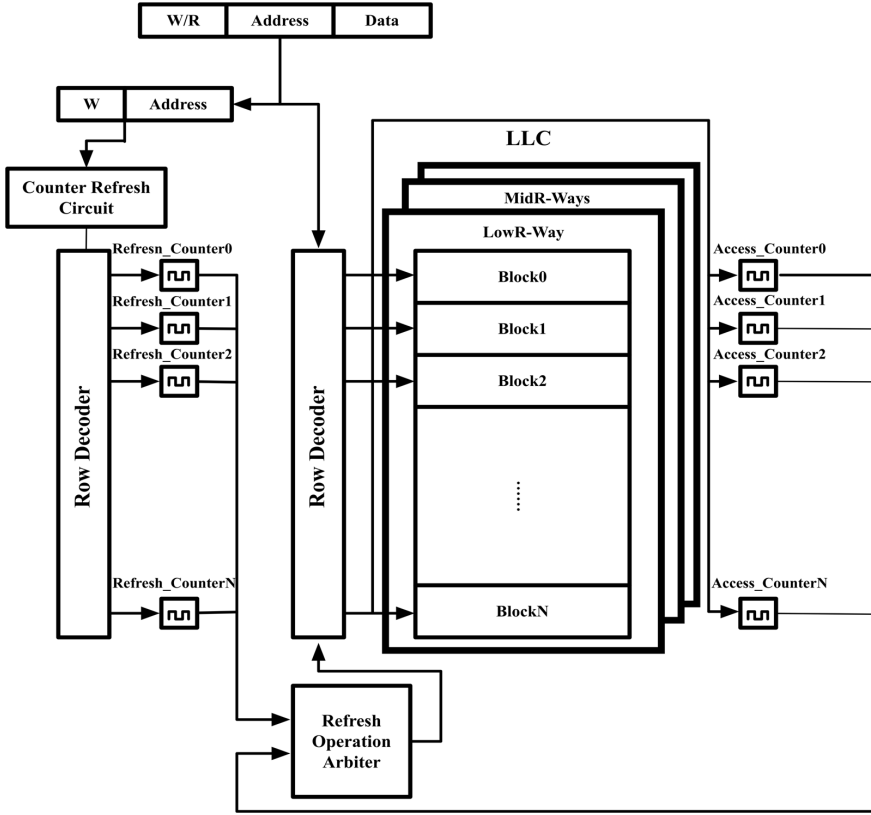 W/R Address Data
W Address
LLC
Counter Refresh
Circuit
MidR-Ways
LowR-Way
Refresn_Counter0
Access_Counter0
Block0
Refresh_Counter1
Access_Counter1
Block1
Refresh_Counter2
Access_Counter2
Block2
Row Decoder
Row Decoder
......
Refresh_CounterN
Access_CounterN
BlockN
Refresh
Operation
Arbiter